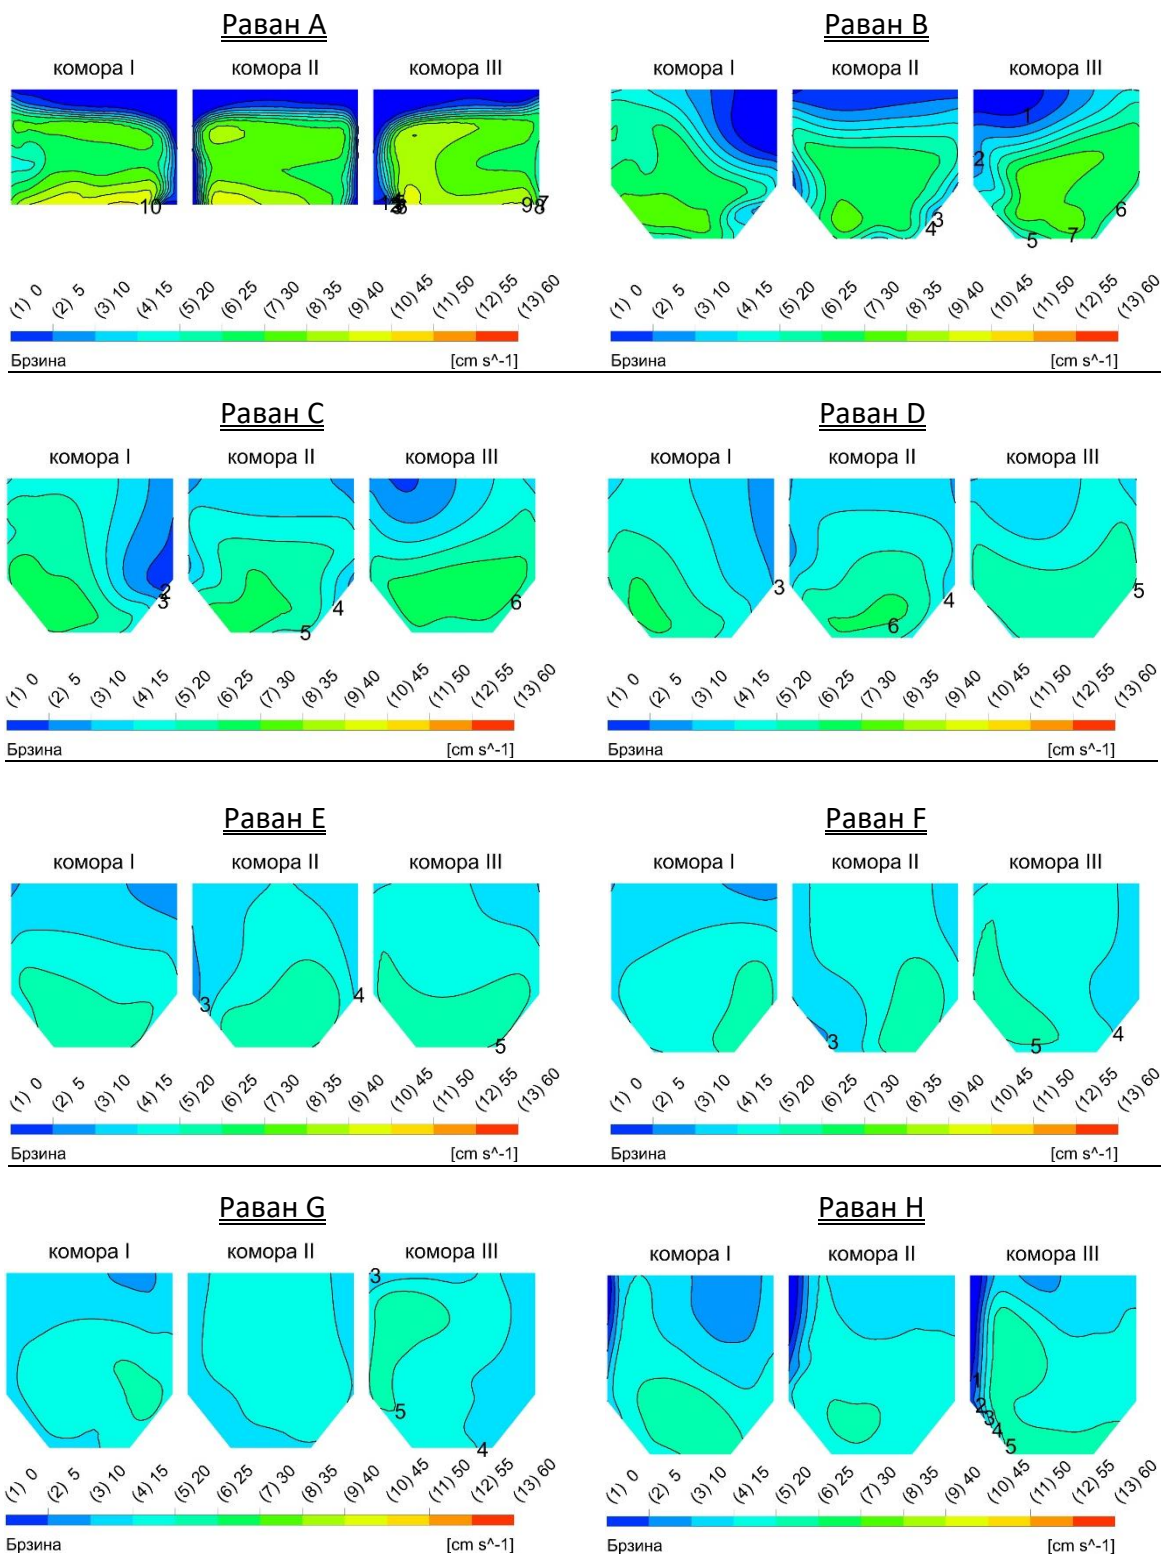 Раван A
комора I комора II комора III
10 9 7 8
(1) 0 (2) 5 (3) 10 (4) 15 (5) 20 (6) 25 (7) 30 (8) 35 (9) 40 (10) 45 (11) 50 (12) 55 (13) 60
Брзина [cm s^-1]
Раван B
комора I комора II комора III
1
2
3 6
4 5 7
(1) 0 (2) 5 (3) 10 (4) 15 (5) 20 (6) 25 (7) 30 (8) 35 (9) 40 (10) 45 (11) 50 (12) 55 (13) 60
Брзина [cm s^-1]
Раван C
комора I комора II комора III
2
3 4 6
5
(1) 0 (2) 5 (3) 10 (4) 15 (5) 20 (6) 25 (7) 30 (8) 35 (9) 40 (10) 45 (11) 50 (12) 55 (13) 60
Брзина [cm s^-1]
Раван D
комора I комора II комора III
3 4 5
6
(1) 0 (2) 5 (3) 10 (4) 15 (5) 20 (6) 25 (7) 30 (8) 35 (9) 40 (10) 45 (11) 50 (12) 55 (13) 60
Брзина [cm s^-1]
Раван E
комора I комора II комора III
3 4
5
(1) 0 (2) 5 (3) 10 (4) 15 (5) 20 (6) 25 (7) 30 (8) 35 (9) 40 (10) 45 (11) 50 (12) 55 (13) 60
Брзина [cm s^-1]
Раван F
комора I комора II комора III
3 5 4
(1) 0 (2) 5 (3) 10 (4) 15 (5) 20 (6) 25 (7) 30 (8) 35 (9) 40 (10) 45 (11) 50 (12) 55 (13) 60
Брзина [cm s^-1]
Раван G
комора I комора II комора III
3
5
4
(1) 0 (2) 5 (3) 10 (4) 15 (5) 20 (6) 25 (7) 30 (8) 35 (9) 40 (10) 45 (11) 50 (12) 55 (13) 60
Брзина [cm s^-1]
Раван H
комора I комора II комора III
1
2
3
4
5
(1) 0 (2) 5 (3) 10 (4) 15 (5) 20 (6) 25 (7) 30 (8) 35 (9) 40 (10) 45 (11) 50 (12) 55 (13) 60
Брзина [cm s^-1]